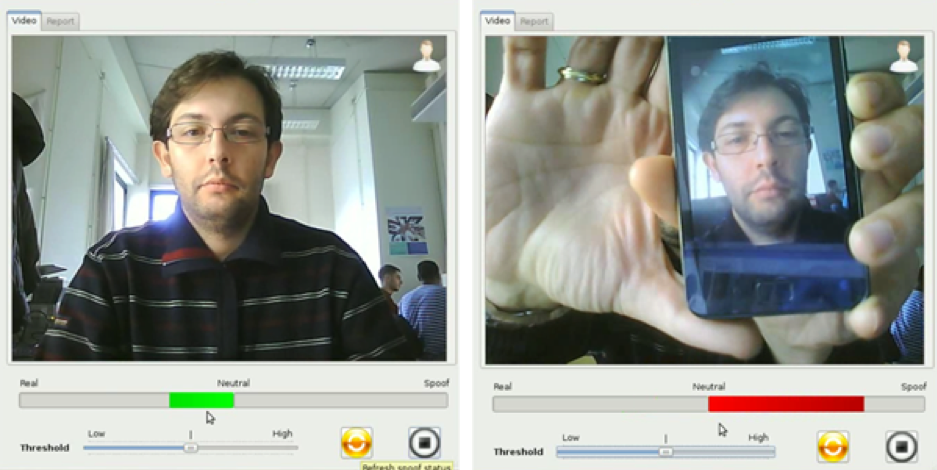 Video Report
Real Neutral Spoof
Low | High
Threshold
Refresh spoof status
Video Report
Real Neutral Spoof
Low | High
Threshold